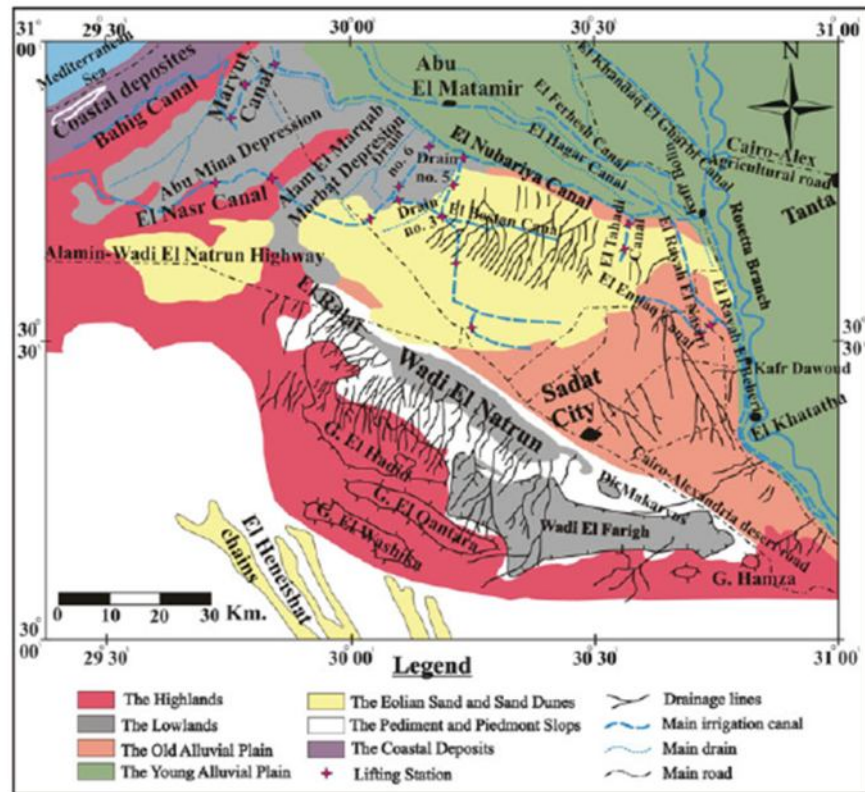 31° 00'
29° 30'
30° 00'
30° 30'
31° 00'
Mediterranean
Sea
Coastal deposites
Bahig Canal
Maryut
Canal
Abu
El Matamir
N
El Khandaq El Gharbi Canal
El Ferhesh Canal
El Hagar Canal
Cairo-Alex
Agricultural road
Tanta
Abu Mina Depression
Alam El Marqab
Morbat Depresion
Drain
no. 6
Drain
no. 5
El Nubariya Canal
El Nasr Canal
Drain
no. 3
El Bostan Canal
El Tahadi
Canal
Rosetta Branch
Alamin-Wadi El Natrun Highway
El Rayah El Nasiri
El Rayah El Beheri
30° 30'
30° 30'
Wadi El Natrun
Sadat
City
Kafr Dawoud
El Khatatba
G. El Hadid
G. El Qantara
G. El Washika
Wadi El Farigh
Cairo-Alexandria desert road
G. Hamza
El Heneishat
chains
0 10 20 30
Km.
30° 00'
29° 30'
30° 00'
30° 30'
31° 00'
Legend
The Highlands
The Lowlands
The Old Alluvial Plain
The Young Alluvial Plain
The Eolian Sand and Sand Dunes
The Pediment and Piedmont Slops
The Coastal Deposits
Lifting Station
Drainage lines
Main irrigation canal
Main drain
Main road